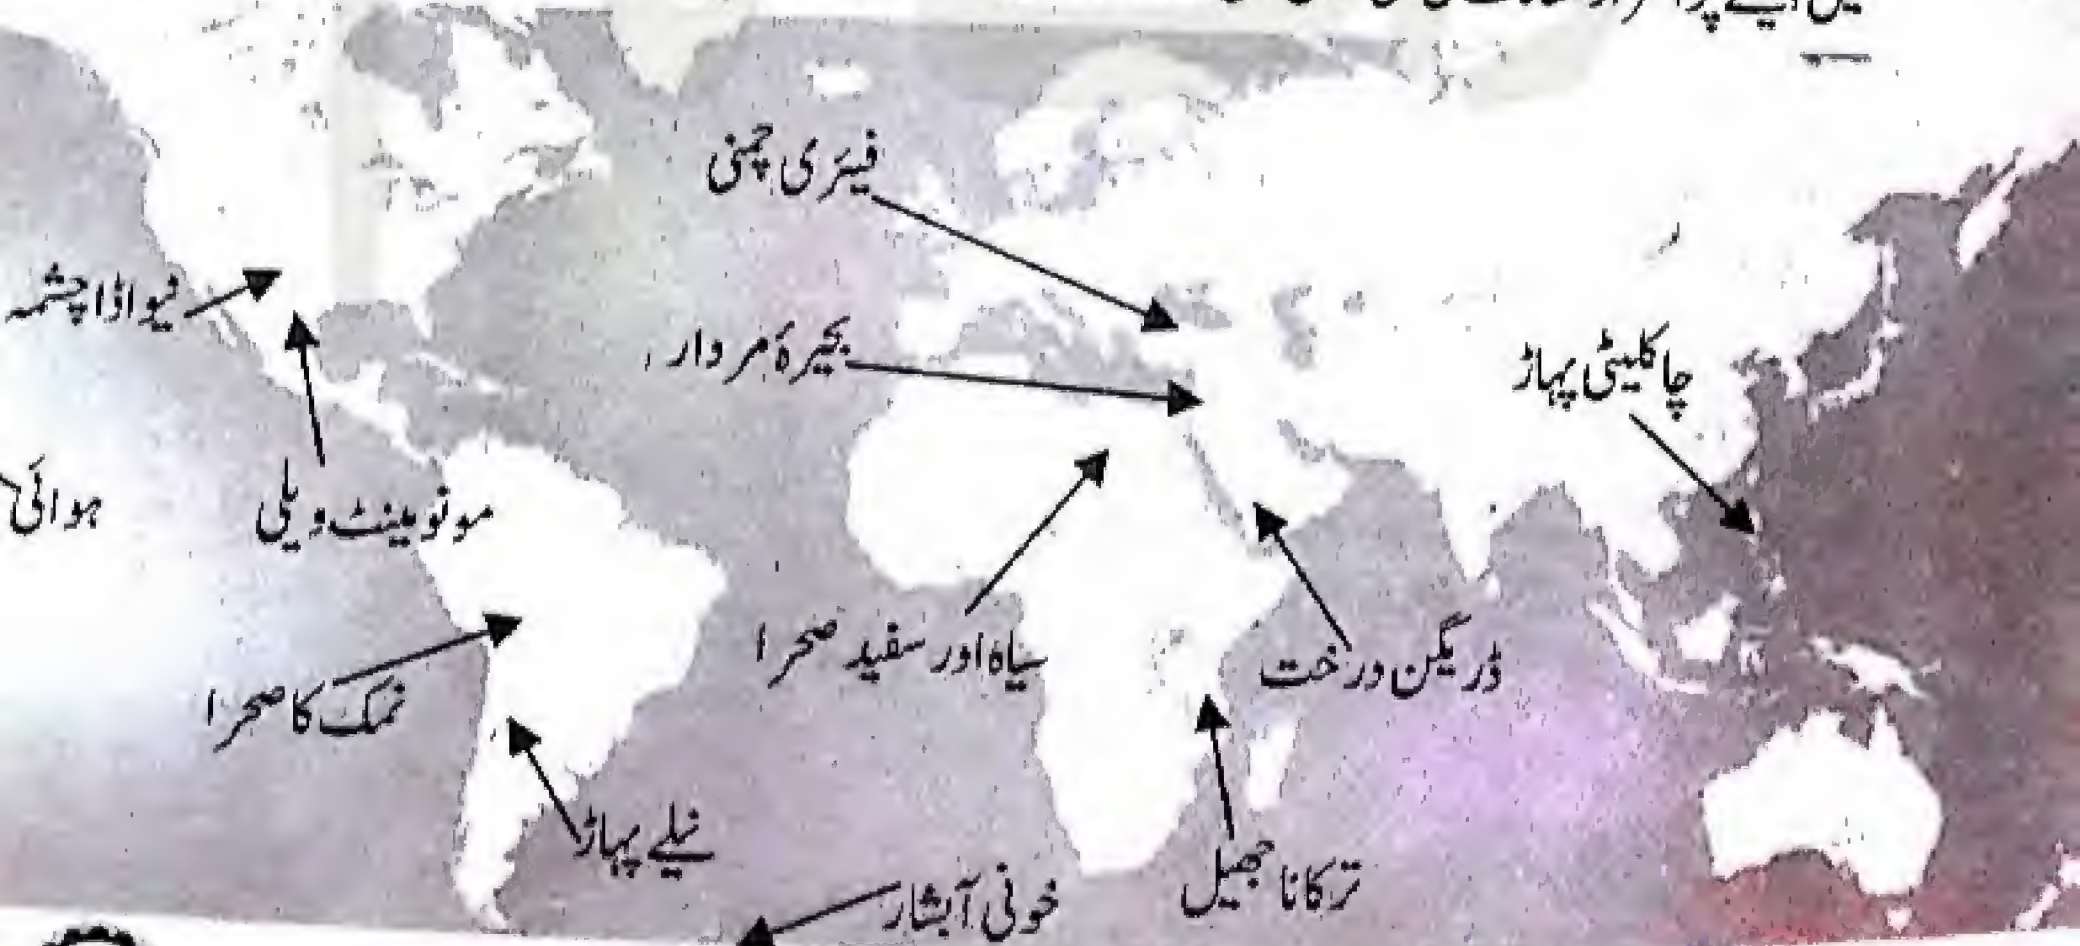 فیئری چمنی
نیواڈا چشمہ
بحیرۂ مردار
چاکلیٹی پہاڑ
ہوائی
مونومینٹ ویلی
سیاہ اور سفید صحرا
ڈریگن درخت
نمک کا صحرا
نیلے پہاڑ
ترکانا جھیل
خونی آبشار